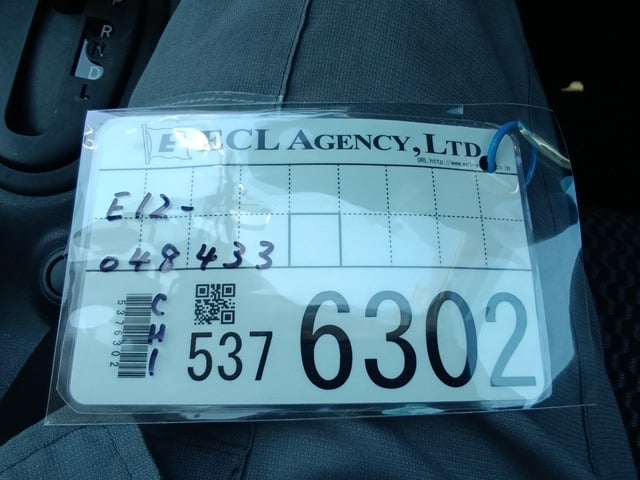 P
R
N
D
L
E ECL AGENCY, LTD
URL http://www.ecl-
E12-
048433
5376302
CHI
537 6302